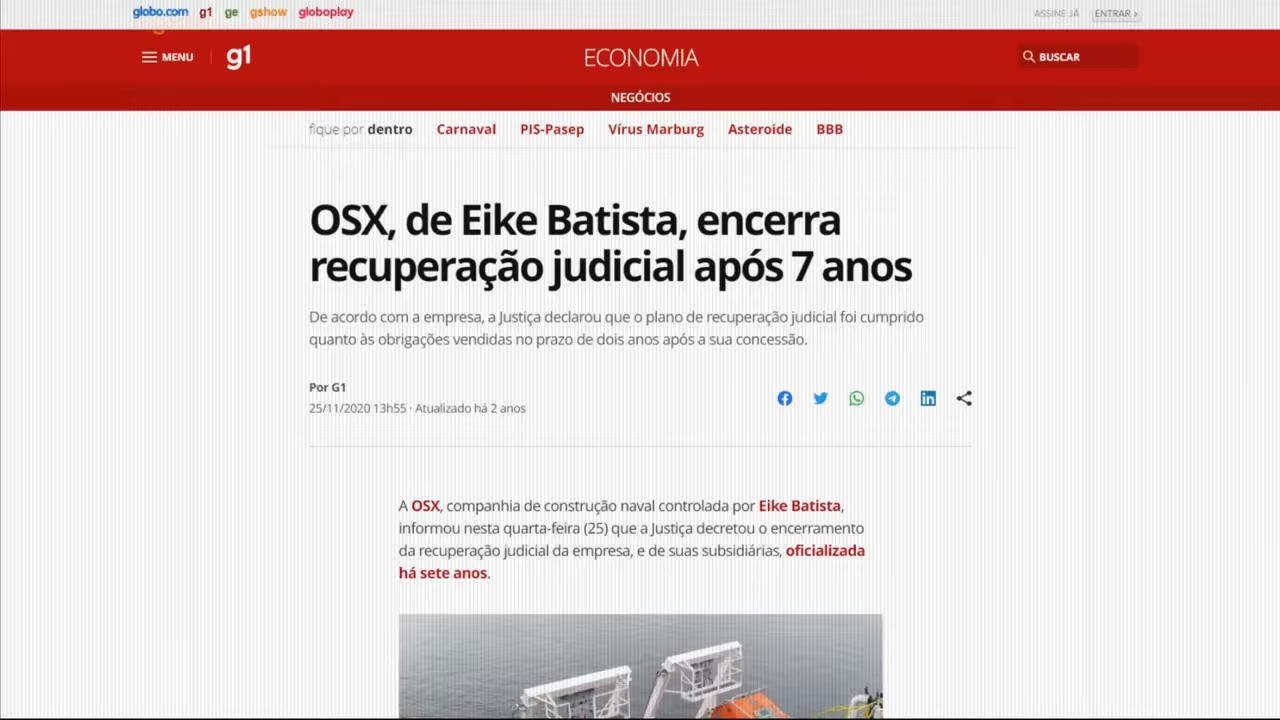 globo.com g1 ge gshow globoplay ASSINE JÁ ENTRAR ›
MENU g1 ECONOMIA BUSCAR
NEGÓCIOS
fique por dentro Carnaval PIS-Pasep Vírus Marburg Asteroide BBB
OSX, de Eike Batista, encerra
recuperação judicial após 7 anos
De acordo com a empresa, a Justiça declarou que o plano de recuperação judicial foi cumprido
quanto às obrigações vendidas no prazo de dois anos após a sua concessão.
Por G1
25/11/2020 13h55 · Atualizado há 2 anos
in
A OSX, companhia de construção naval controlada por Eike Batista,
informou nesta quarta-feira (25) que a Justiça decretou o encerramento
da recuperação judicial da empresa, e de suas subsidiárias, oficializada
há sete anos.